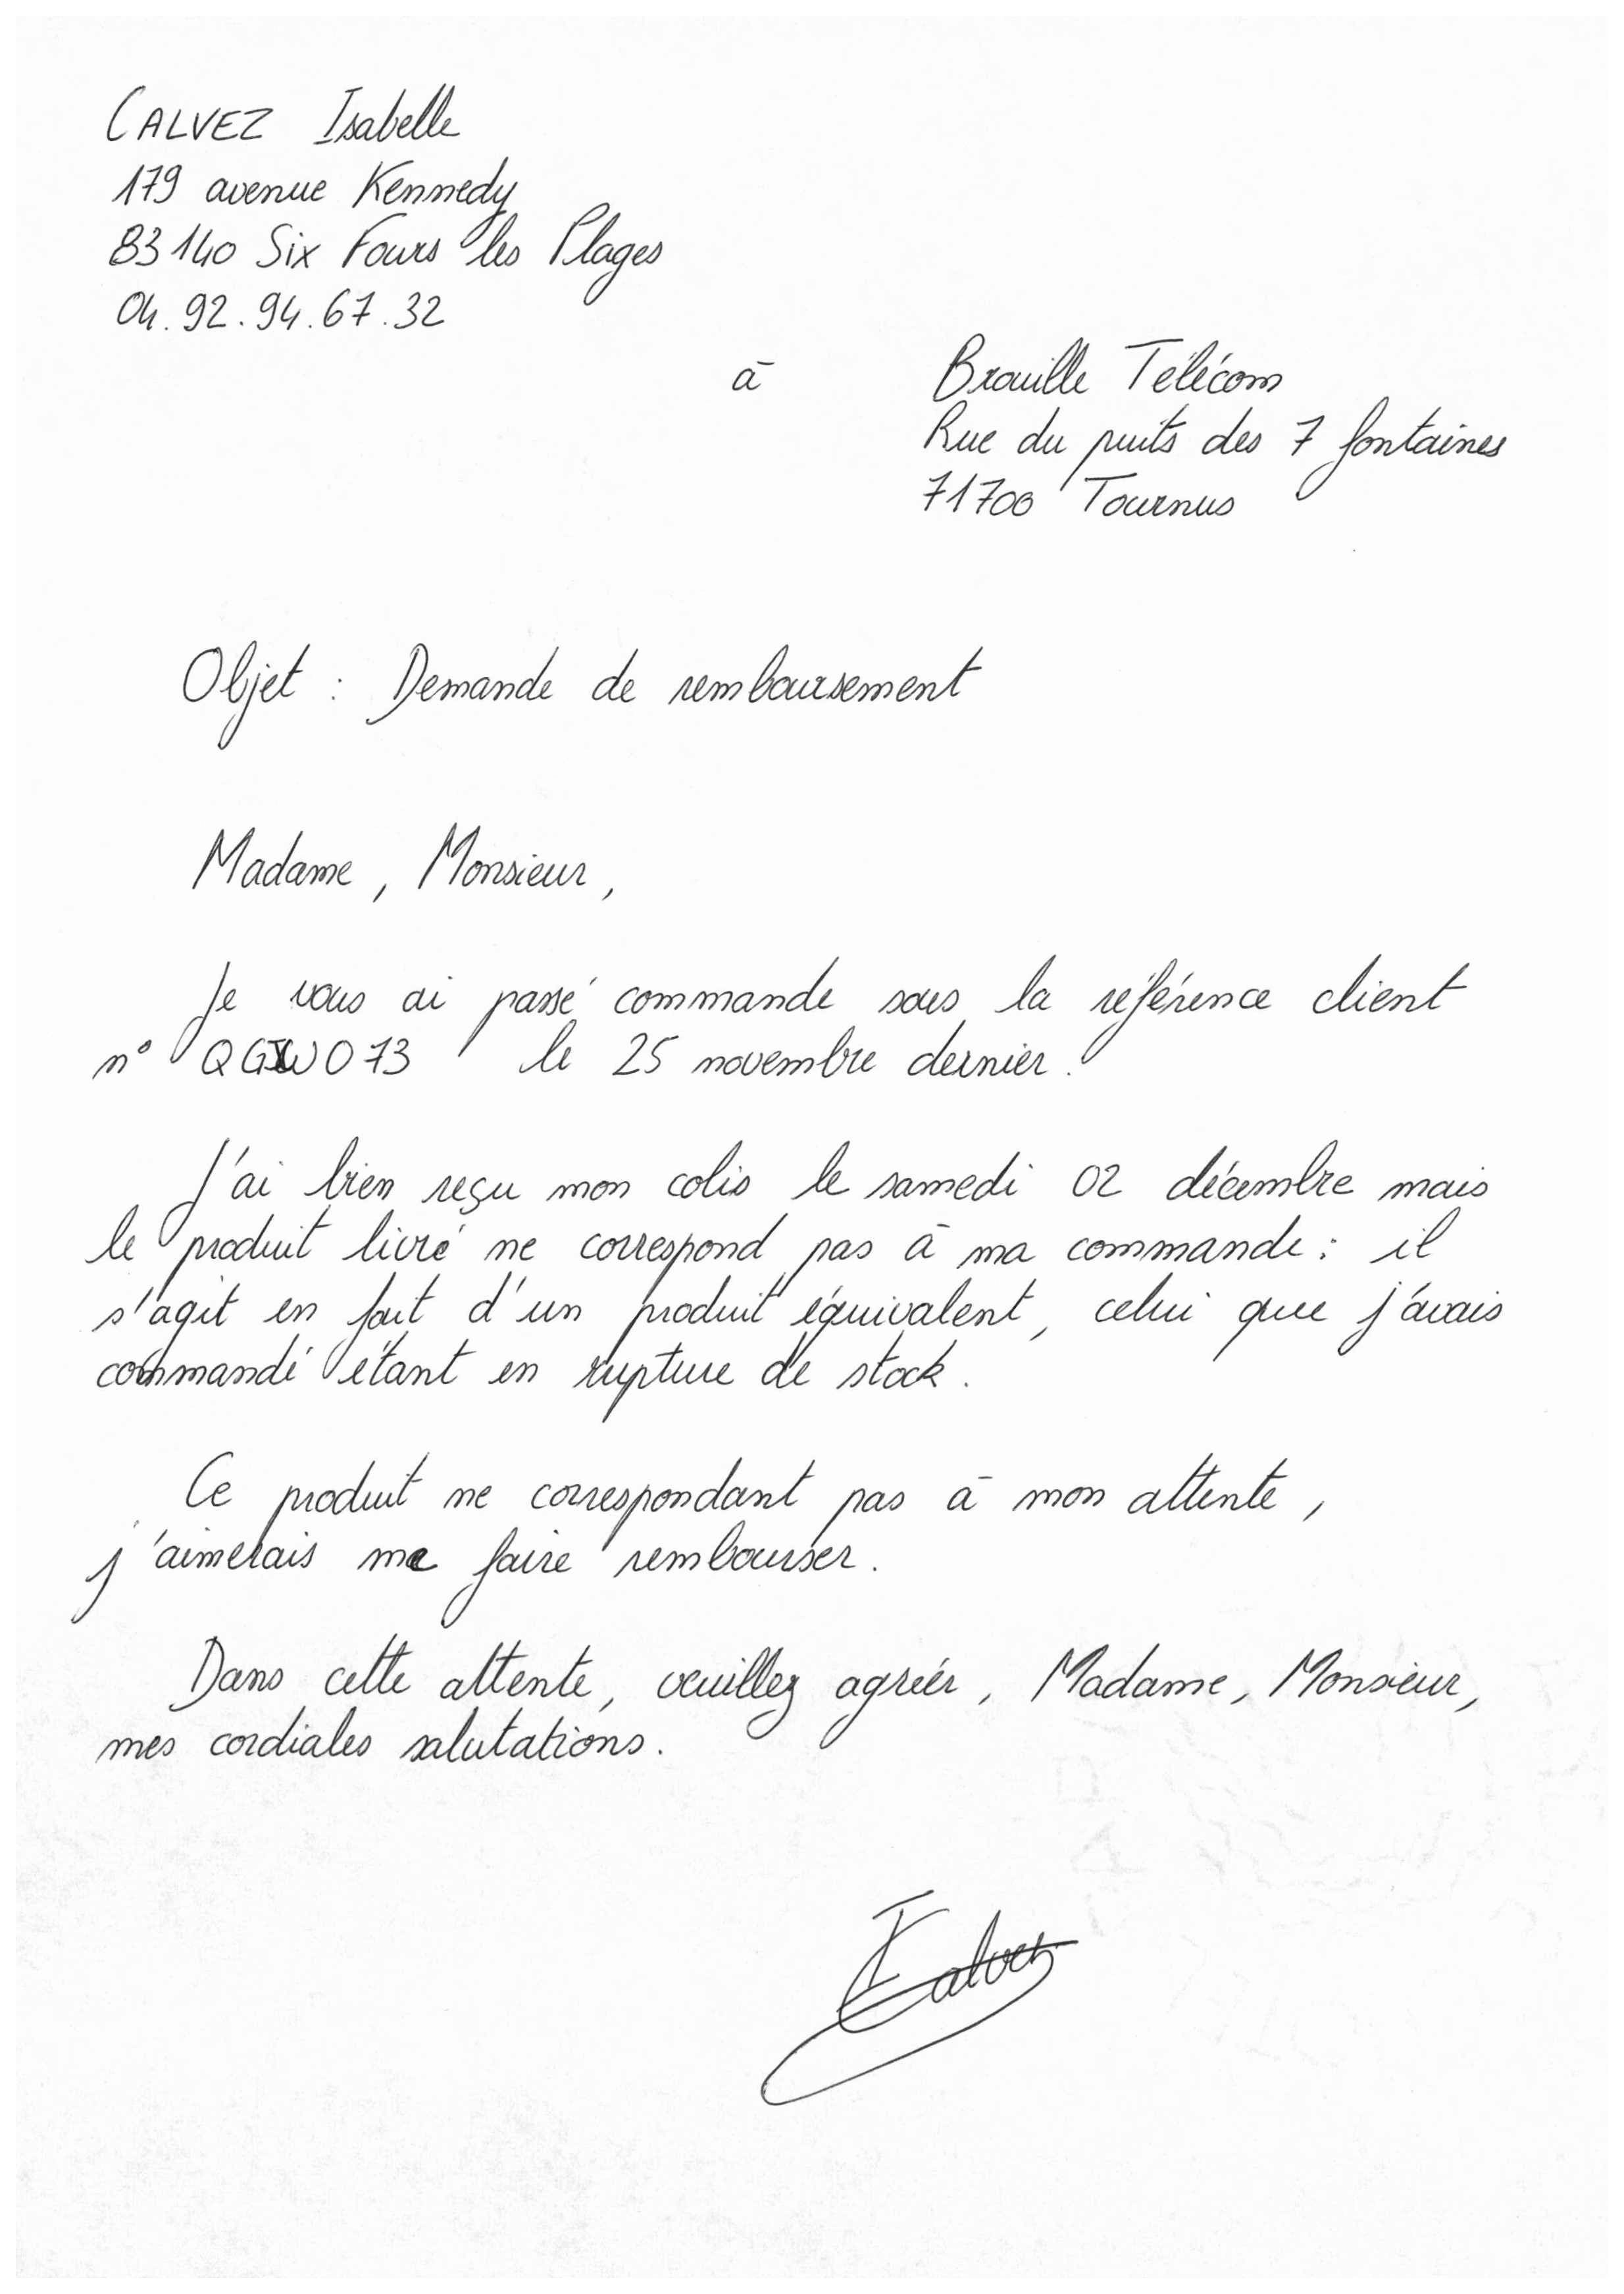 CALVEZ Isabelle
179 avenue Kennedy
83140 Six Fours les Plages
04.92.94.67.32
à
Brouille Télécom
Rue du puits des 7 fontaines
71700 Tournus
Objet : Demande de remboursement
Madame, Monsieur,
Je vous ai passé commande sous la référence client
n° le 25 novembre dernier.
J'ai bien reçu mon colis le samedi 02 décembre mais
le produit livré ne correspond pas à ma commande : il
s'agit en fait d'un produit équivalent, celui que j'avais
commandé étant en rupture de stock.
Ce produit ne correspondant pas à mon attente,
j'aimerais me faire rembourser.
Dans cette attente, veuillez agréer, Madame, Monsieur,
mes cordiales salutations.
ICalvez